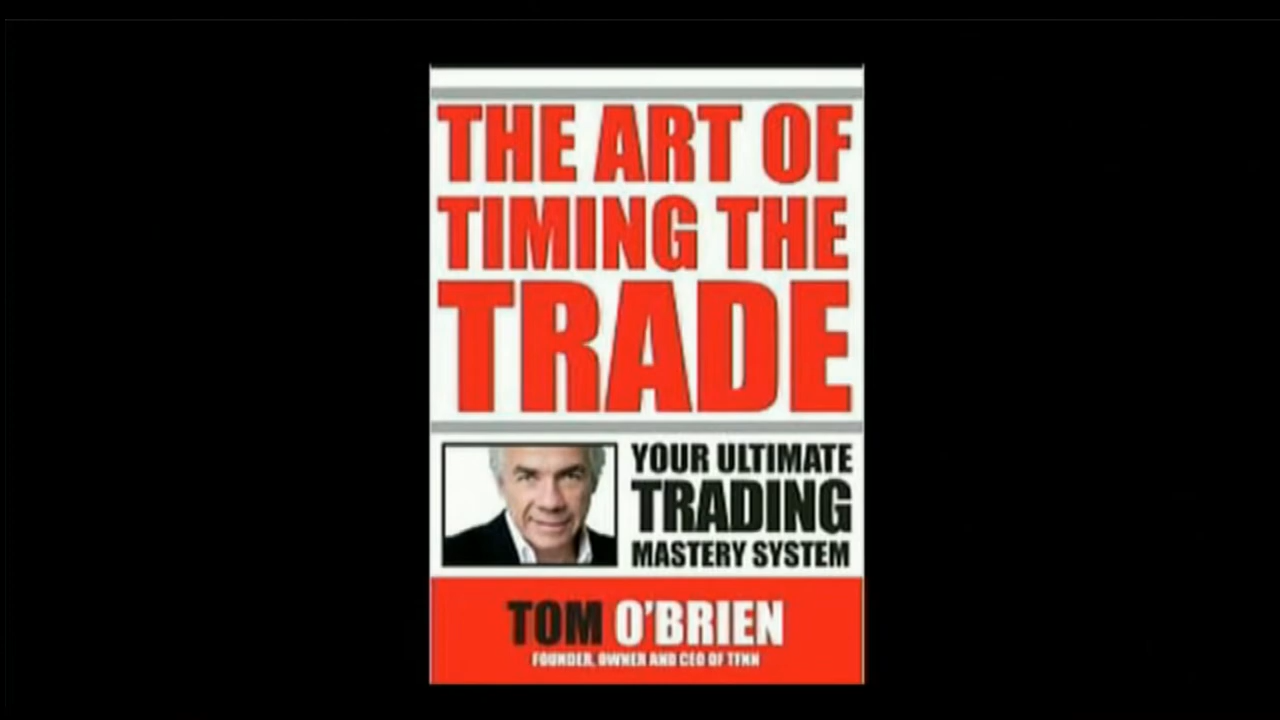 THE ART OF
TIMING THE
TRADE
YOUR ULTIMATE
TRADING
MASTERY SYSTEM
TOM O'BRIEN
FOUNDER, OWNER AND CEO OF TFNN